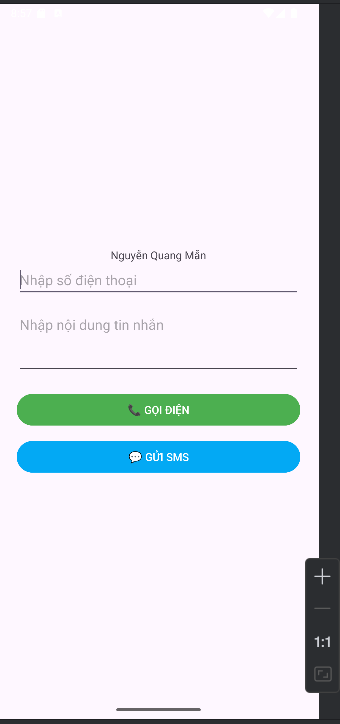 Nguyễn Quang Mẫn
Nhập số điện thoại
Nhập nội dung tin nhắn
📞 GỌI ĐIỆN
💬 GỬI SMS
1:1